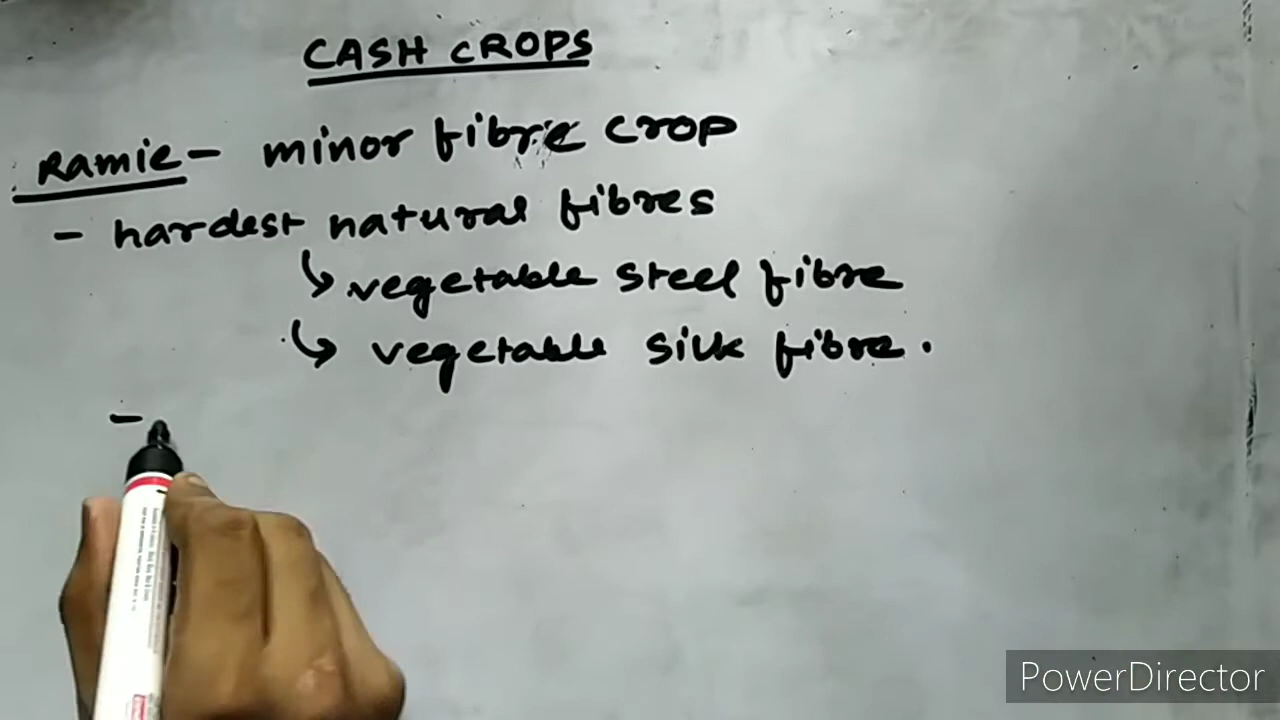 CASH CROPS
Ramie - minor fibre crop
- hardest natural fibres
↳ vegetable steel fibre
↳ vegetable silk fibre.
-
PowerDirector